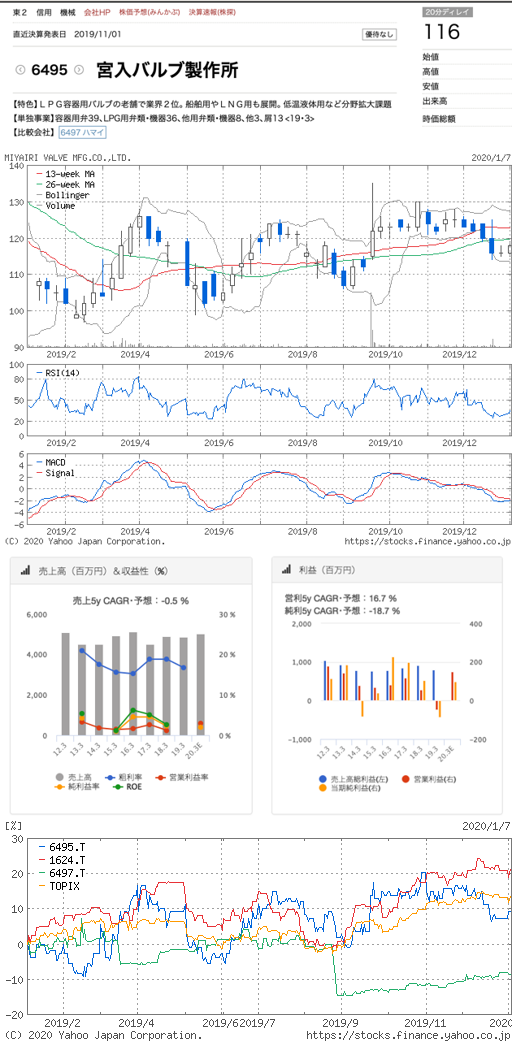 東２ 信用 機械 会社HP 株価予想(みんかぶ) 決算速報(株探)
20分ディレイ
直近決算発表日 2019/11/01
優待なし
116
始値
高値
安値
出来高
時価総額
6495 宮入バルブ製作所
【特色】ＬＰＧ容器用バルブの老舗で業界２位。船舶用やＬＮＧ用も展開。低温液体用など分野拡大課題
【単独事業】容器用弁39、LPG用弁類・機器36、他用弁類・機器8、他3、屑13 <19・3>
【比較会社】 6497 ハマイ
MIYAIRI VALVE MFG.CO.,LTD.
2020/1/7
140
130
120
110
100
90
13-week MA
26-week MA
Bollinger
Volume
2019/2 2019/4 2019/6 2019/8 2019/10 2019/12
100
80
50
20
0
RSI(14)
2019/2 2019/4 2019/6 2019/8 2019/10 2019/12
6
4
2
0
-2
-4
-6
MACD
Signal
2019/2 2019/4 2019/6 2019/8 2019/10 2019/12
(C) 2020 Yahoo Japan Corporation.
https://stocks.finance.yahoo.co.jp
売上高（百万円）＆収益性（%）
売上5y CAGR・予想：-0.5 %
6,000
4,000
2,000
0
30 %
20 %
10 %
0 %
12.3 13.3 14.3 15.3 16.3 17.3 18.3 19.3 20.3E
売上高 粗利率 営業利益率
純利益率 ROE
利益（百万円）
営利5y CAGR・予想：16.7 %
純利5y CAGR・予想：-18.7 %
2,000
1,000
0
-1,000
400
200
0
-200
12.3 13.3 14.3 15.3 16.3 17.3 18.3 19.3 20.3E
売上高総利益(左) 営業利益(右)
当期純利益(右)
[%]
2020/1/7
30
20
10
0
-10
-20
6495.T
1624.T
6497.T
TOPIX
2019/2 2019/4 2019/6 2019/7 2019/9 2019/11 2020
(C) 2020 Yahoo Japan Corporation.
https://stocks.finance.yahoo.co.jp